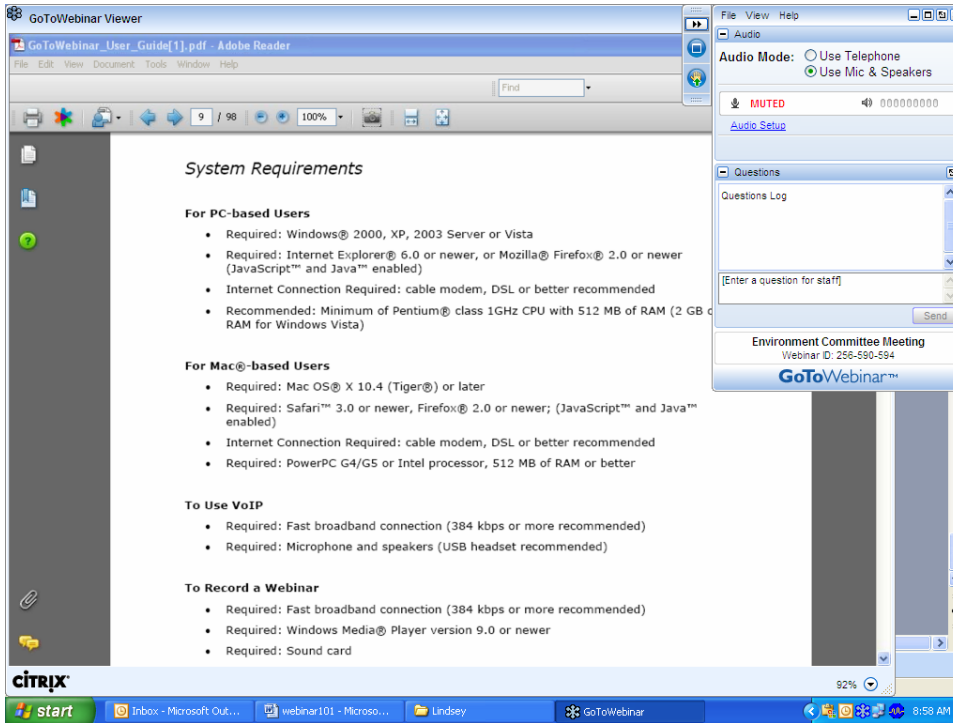 GoToWebinar Viewer
GoToWebinar_User_Guide[1].pdf - Adobe Reader
File Edit View Document Tools Window Help
Find
9 / 98
100%
System Requirements
For PC-based Users
• Required: Windows® 2000, XP, 2003 Server or Vista
• Required: Internet Explorer® 6.0 or newer, or Mozilla® Firefox® 2.0 or newer
(JavaScript™ and Java™ enabled)
• Internet Connection Required: cable modem, DSL or better recommended
• Recommended: Minimum of Pentium® class 1GHz CPU with 512 MB of RAM (2 GB
RAM for Windows Vista)
For Mac®-based Users
• Required: Mac OS® X 10.4 (Tiger®) or later
• Required: Safari™ 3.0 or newer, Firefox® 2.0 or newer; (JavaScript™ and Java™
enabled)
• Internet Connection Required: cable modem, DSL or better recommended
• Required: PowerPC G4/G5 or Intel processor, 512 MB of RAM or better
To Use VoIP
• Required: Fast broadband connection (384 kbps or more recommended)
• Required: Microphone and speakers (USB headset recommended)
To Record a Webinar
• Required: Fast broadband connection (384 kbps or more recommended)
• Required: Windows Media® Player version 9.0 or newer
• Required: Sound card
CITRIX
92%
File View Help
Audio
Audio Mode: Use Telephone
Use Mic & Speakers
MUTED 000000000
Audio Setup
Questions
Questions Log
[Enter a question for staff]
Send
Environment Committee Meeting
Webinar ID: 256-590-594
GoToWebinar™
start
Inbox - Microsoft Out...
webinar101 - Microso...
Lindsey
GoToWebinar
8:58 AM